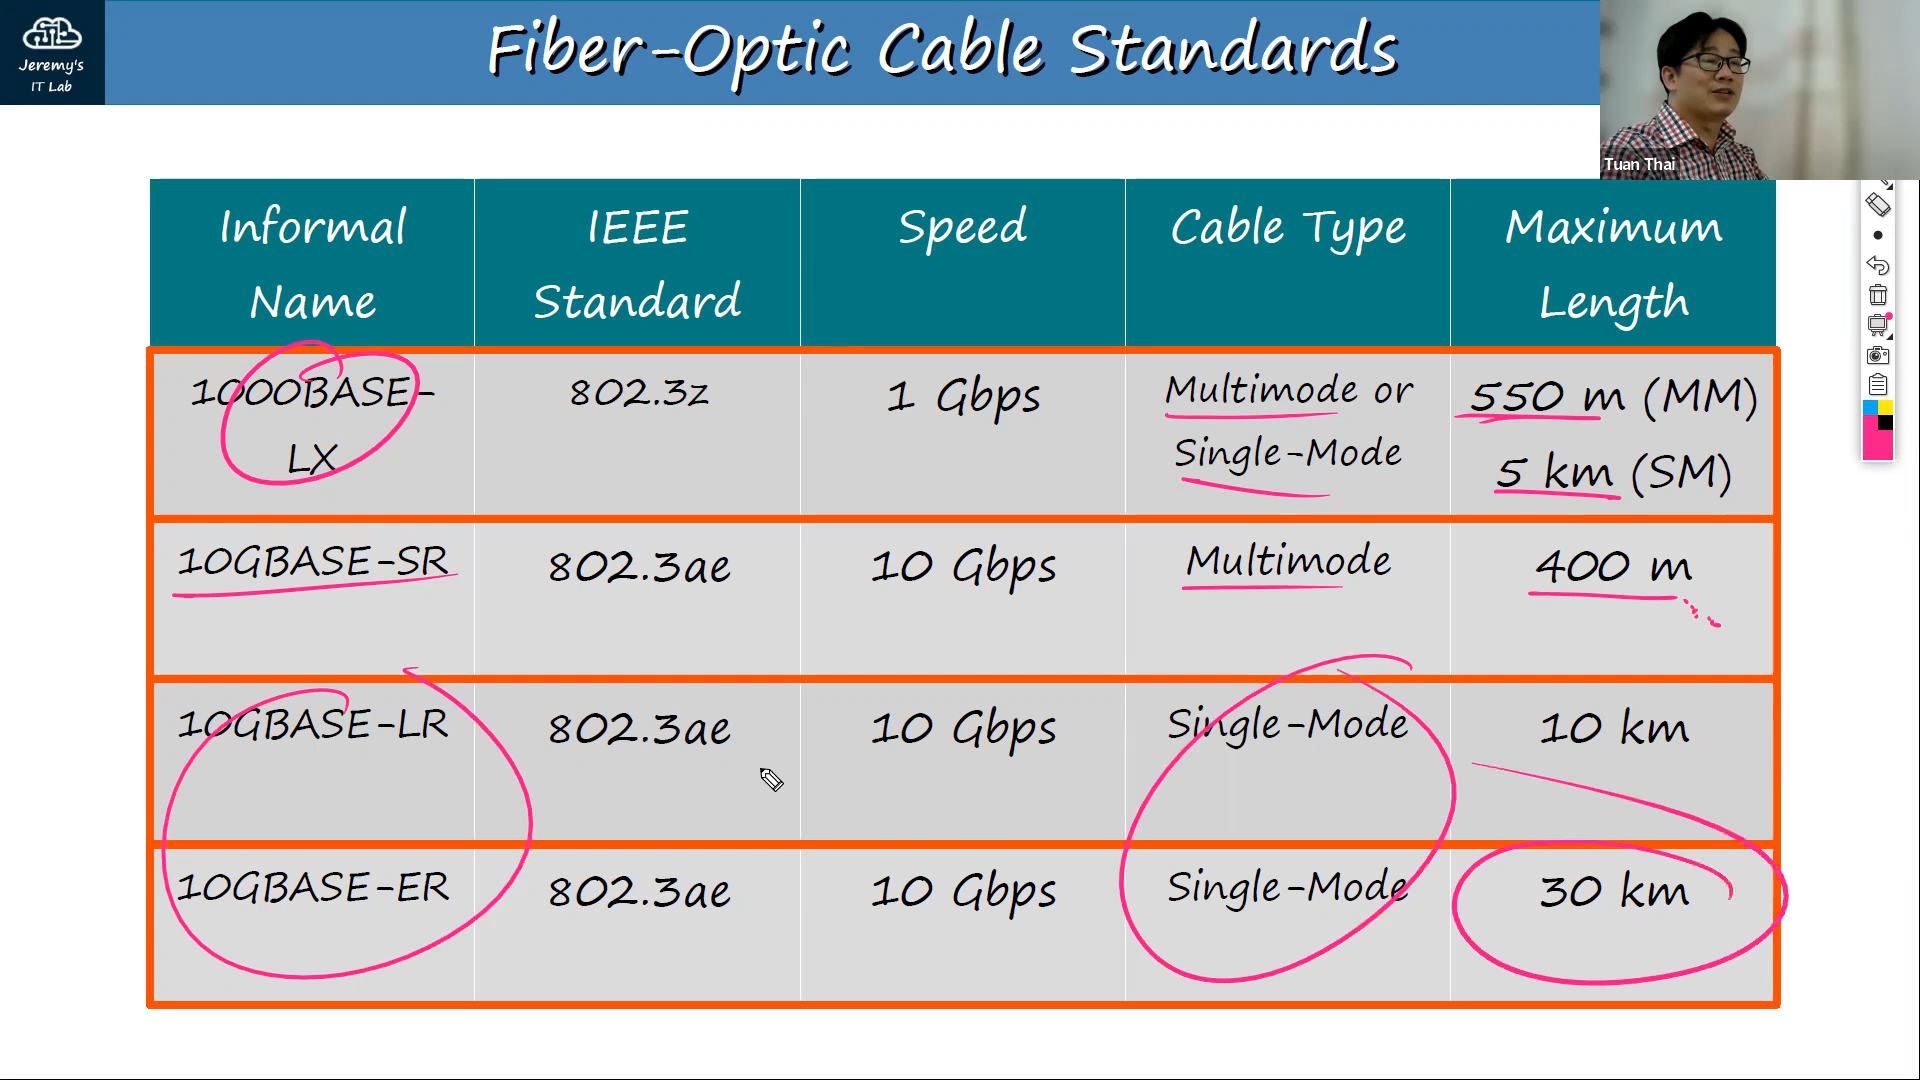 Jeremy's
IT Lab
Fiber-Optic Cable Standards
Tuan Thai
Informal Name
IEEE Standard
Speed
Cable Type
Maximum Length
1000BASE-LX
802.3z
1 Gbps
Multimode or
Single-Mode
550 m (MM)
5 km (SM)
10GBASE-SR
802.3ae
10 Gbps
Multimode
400 m
10GBASE-LR
802.3ae
10 Gbps
Single-Mode
10 km
10GBASE-ER
802.3ae
10 Gbps
Single-Mode
30 km